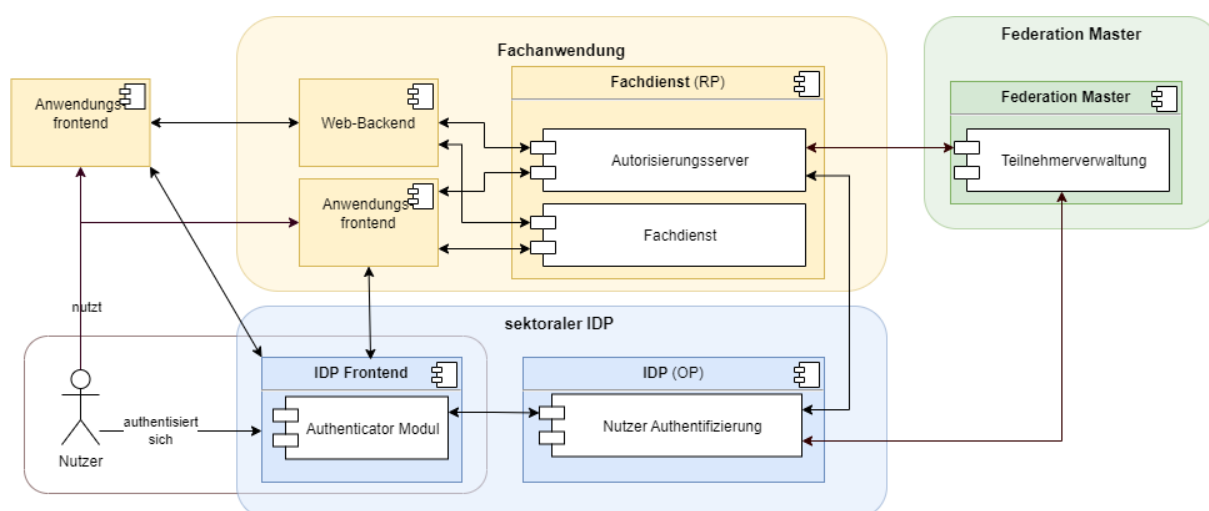 Federation Master
Fachanwendung
Fachdienst (RP)
Anwendungs
frontend
Web-Backend
Federation Master
Autorisierungsserver
Teilnehmerverwaltung
Anwendungs
frontend
Fachdienst
nutzt
sektoraler IDP
IDP Frontend
IDP (OP)
authentisiert
sich
Authenticator Modul
Nutzer Authentifizierung
Nutzer